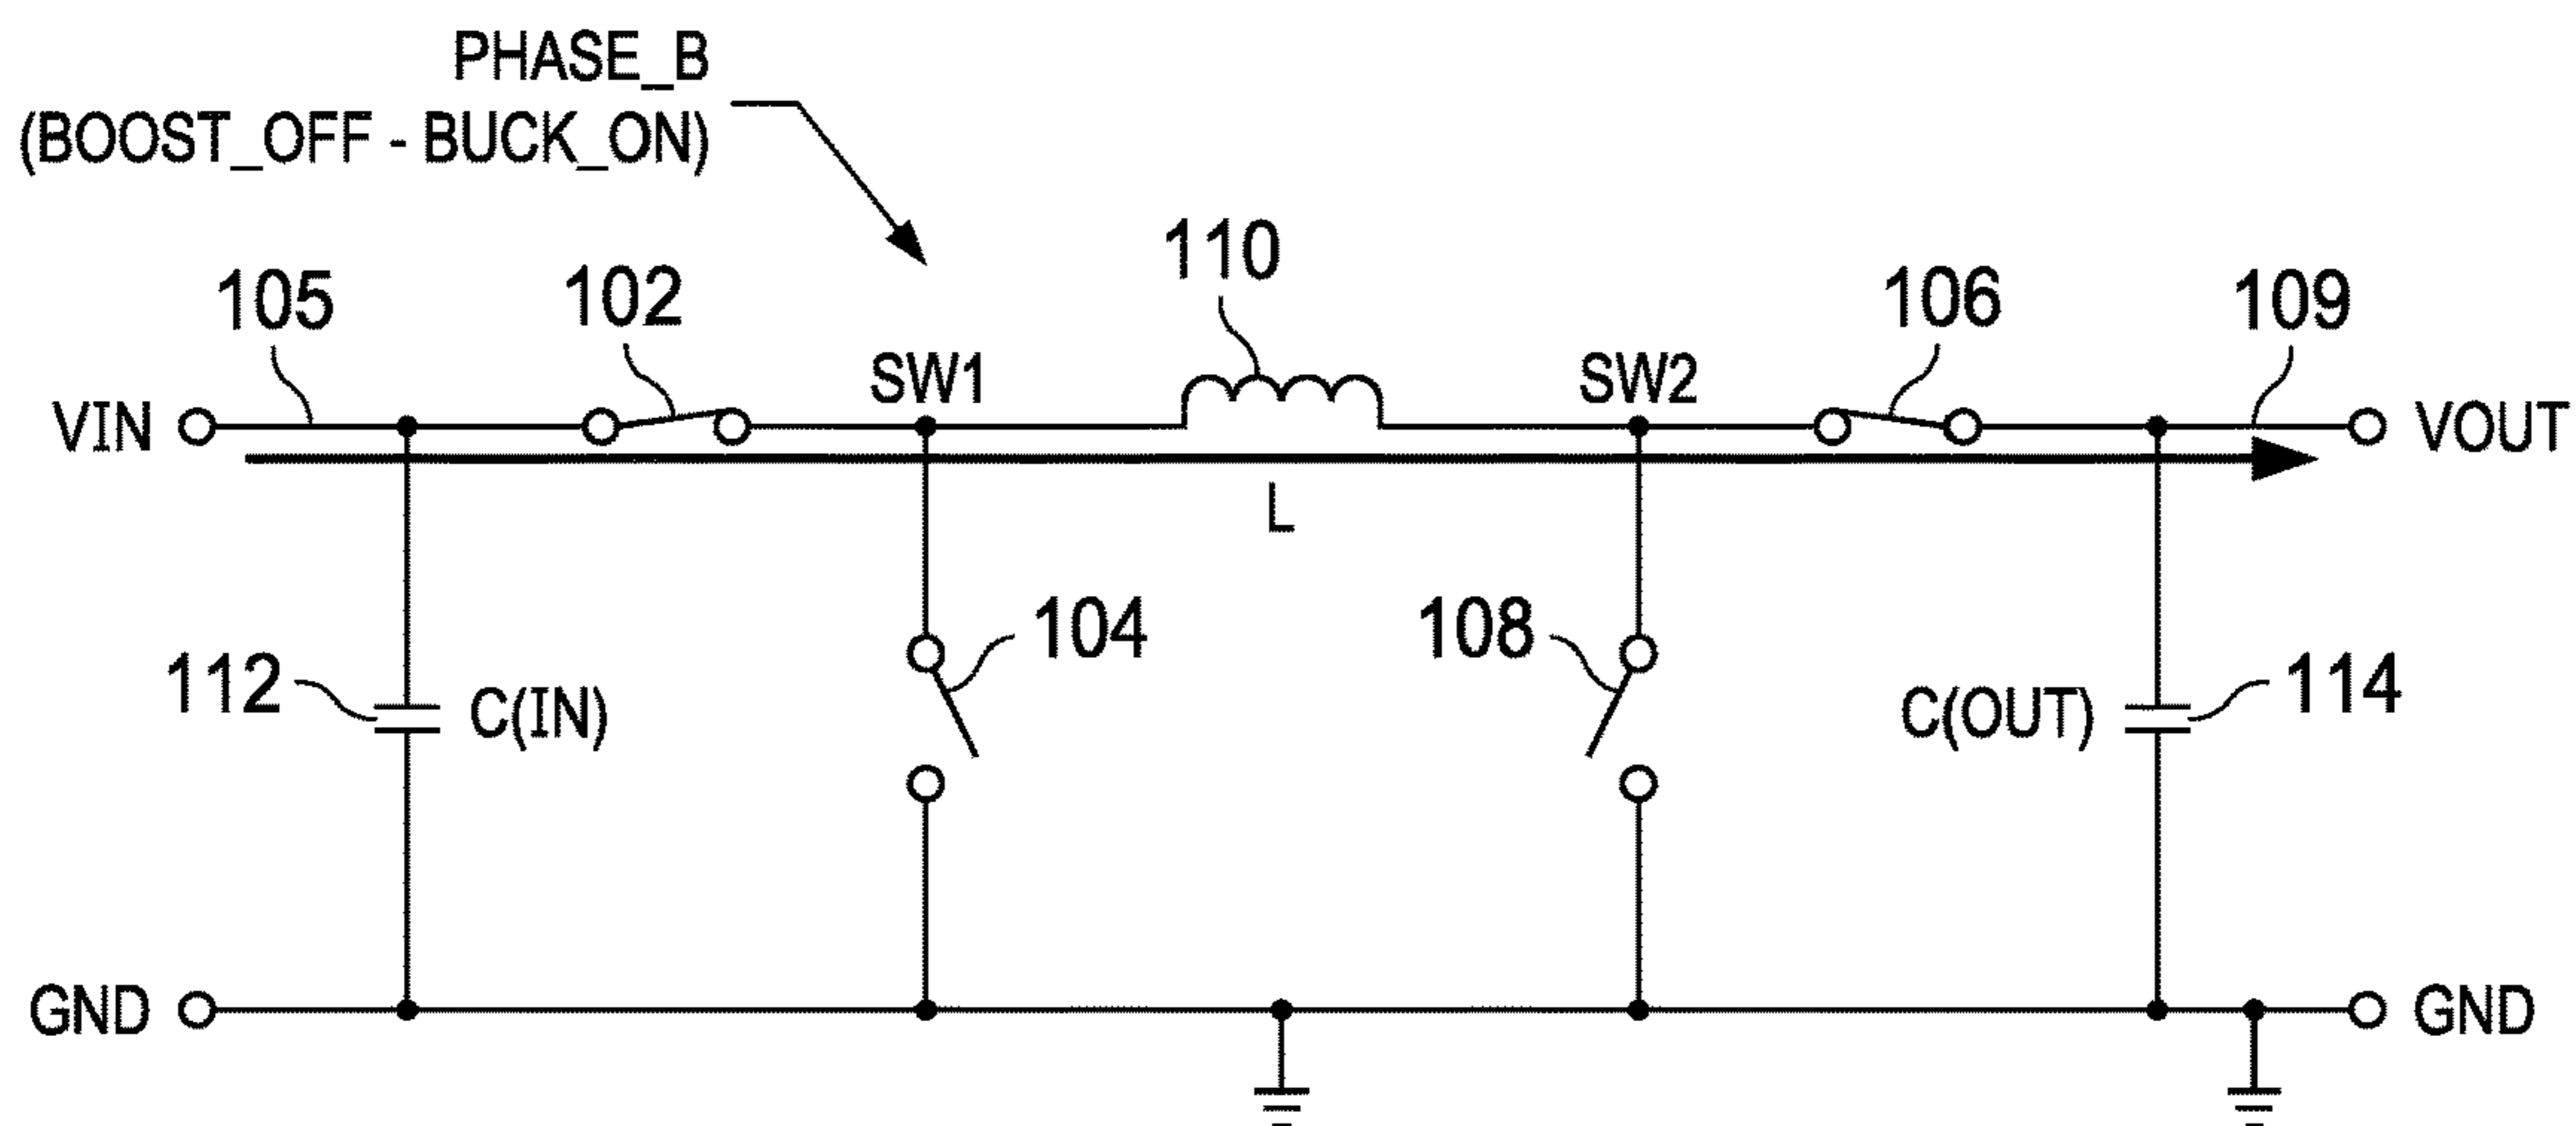 PHASE_B
(BOOST_OFF - BUCK_ON)
110
105
102
106
109
SW1
SW2
VIN
VOUT
L
104
108
112
C(IN)
C(OUT)
114
GND
GND